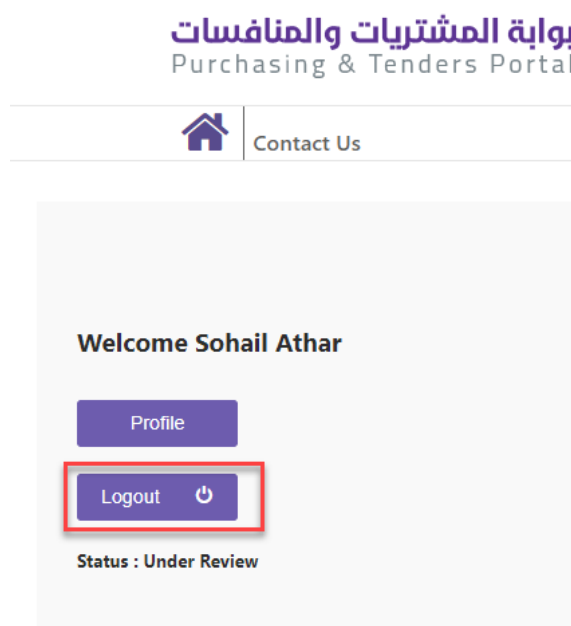 بوابة المشتريات والمنافسات
Purchasing & Tenders Portal
Contact Us
Welcome Sohail Athar
Profile
Logout
Status : Under Review